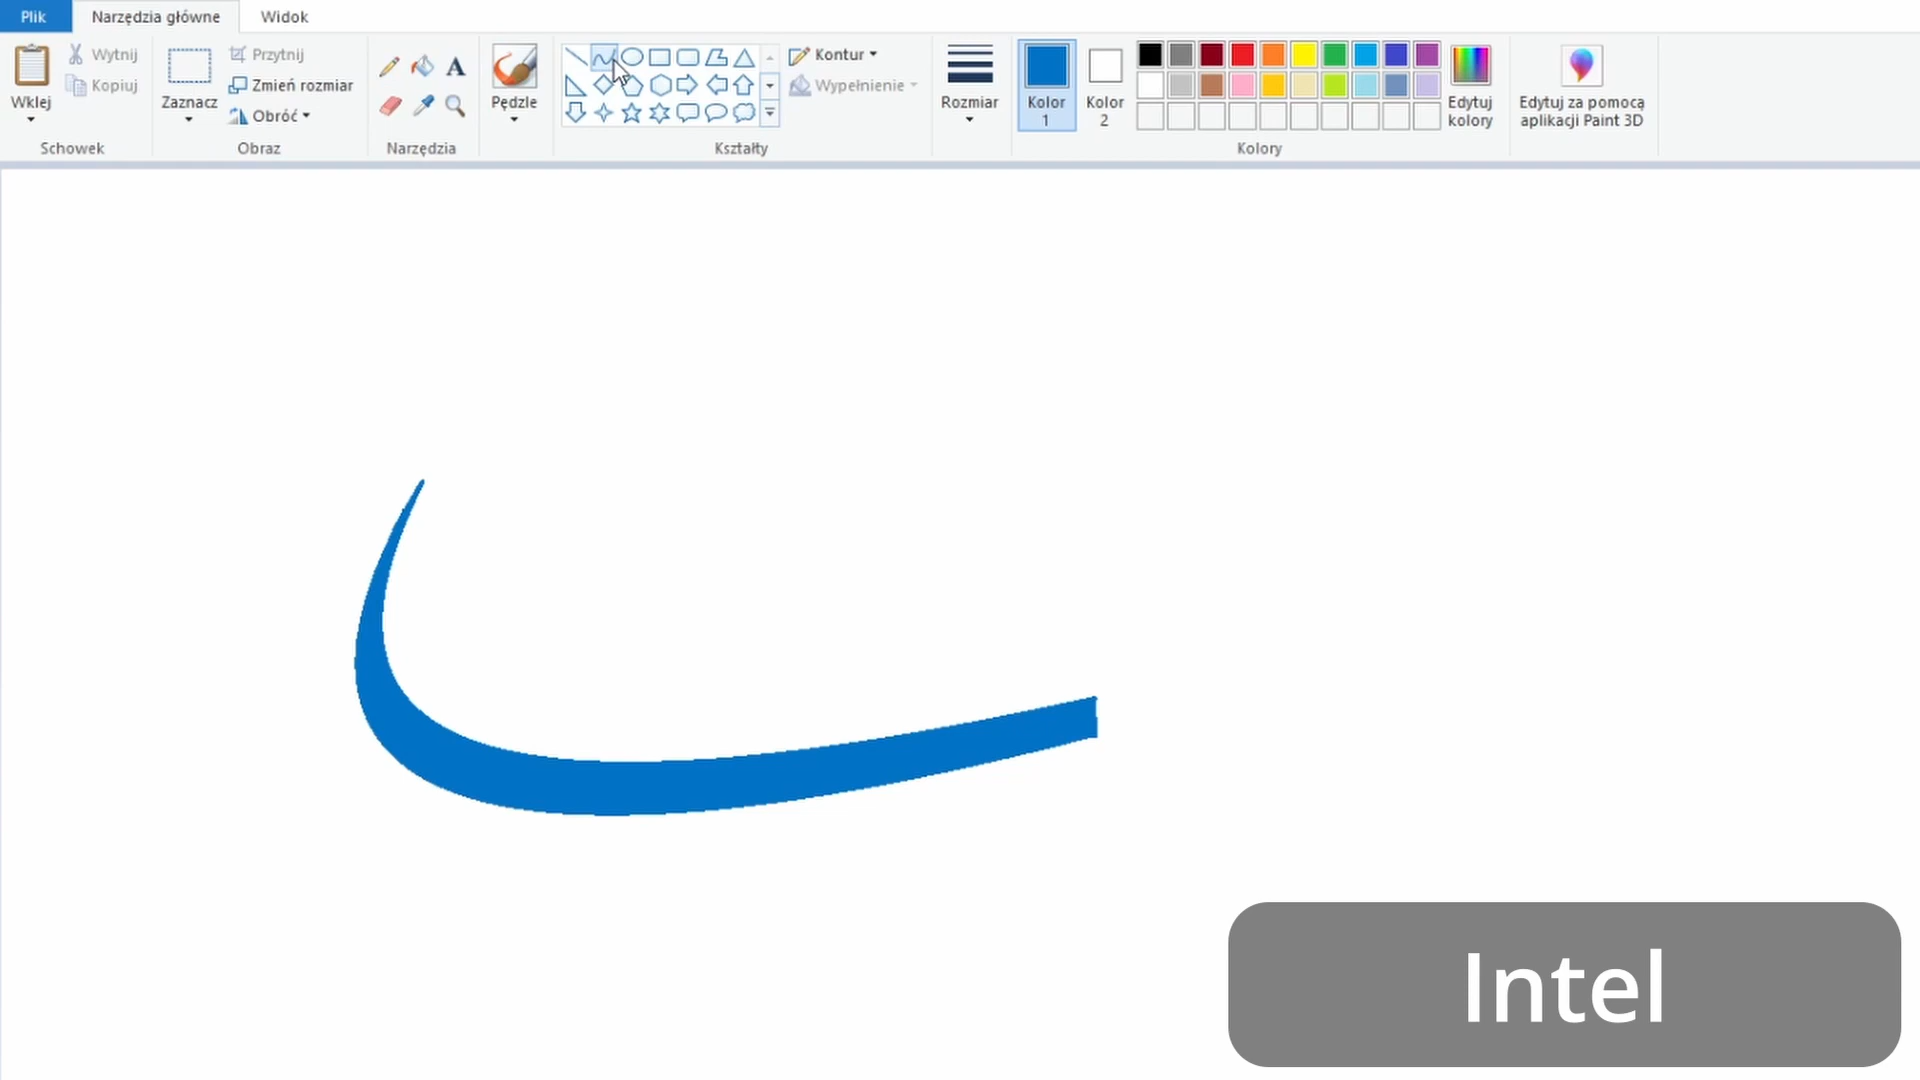 Plik Narzędzia główne Widok
Wklej
Wytnij
Kopiuj
Schowek
Zaznacz
Przytnij
Zmień rozmiar
Obróć
Obraz
A
Narzędzia
Pędzle
Kontur
Wypełnienie
Kształty
Rozmiar
Kolor
1
Kolor
2
Edytuj
kolory
Kolory
Edytuj za pomocą
aplikacji Paint 3D
Intel